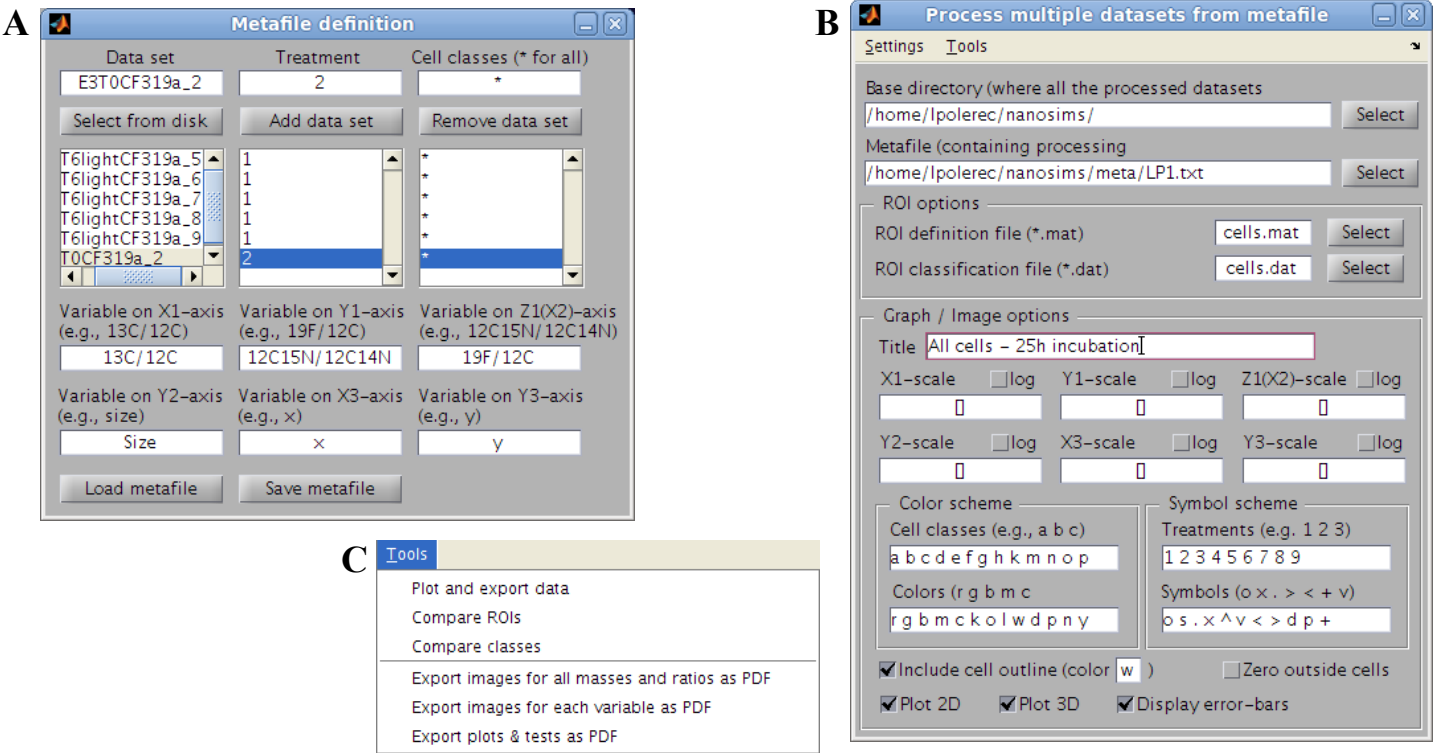 A
Metafile definition
Data set Treatment Cell classes (* for all)
E3T0CF319a_2 2 *
Select from disk Add data set Remove data set
T6lightCF319a_5 1 *
T6lightCF319a_6 1 *
T6lightCF319a_7 1 *
T6lightCF319a_8 1 *
T6lightCF319a_9 1 *
T0CF319a_2 2 *
Variable on X1-axis Variable on Y1-axis Variable on Z1(X2)-axis
(e.g., 13C/12C) (e.g., 19F/12C) (e.g., 12C15N/12C14N)
13C/12C 12C15N/12C14N 19F/12C
Variable on Y2-axis Variable on X3-axis Variable on Y3-axis
(e.g., size) (e.g., x) (e.g., y)
Size x y
Load metafile Save metafile
B
Process multiple datasets from metafile
Settings Tools
Base directory (where all the processed datasets
/home/lpolerec/nanosims/ Select
Metafile (containing processing
/home/lpolerec/nanosims/meta/LP1.txt Select
ROI options
ROI definition file (*.mat) cells.mat Select
ROI classification file (*.dat) cells.dat Select
Graph / Image options
Title All cells - 25h incubation
X1-scale log Y1-scale log Z1(X2)-scale log
[] [] []
Y2-scale log X3-scale log Y3-scale log
[] [] []
Color scheme Symbol scheme
Cell classes (e.g., a b c) Treatments (e.g. 1 2 3)
a b c d e f g h k m n o p 1 2 3 4 5 6 7 8 9
Colors (r g b m c Symbols (o x . > < + v)
r g b m c k o l w d p n y o s . x ^ v < > d p +
Include cell outline (color w ) Zero outside cells
Plot 2D Plot 3D Display error-bars
C
Tools
Plot and export data
Compare ROIs
Compare classes
Export images for all masses and ratios as PDF
Export images for each variable as PDF
Export plots & tests as PDF